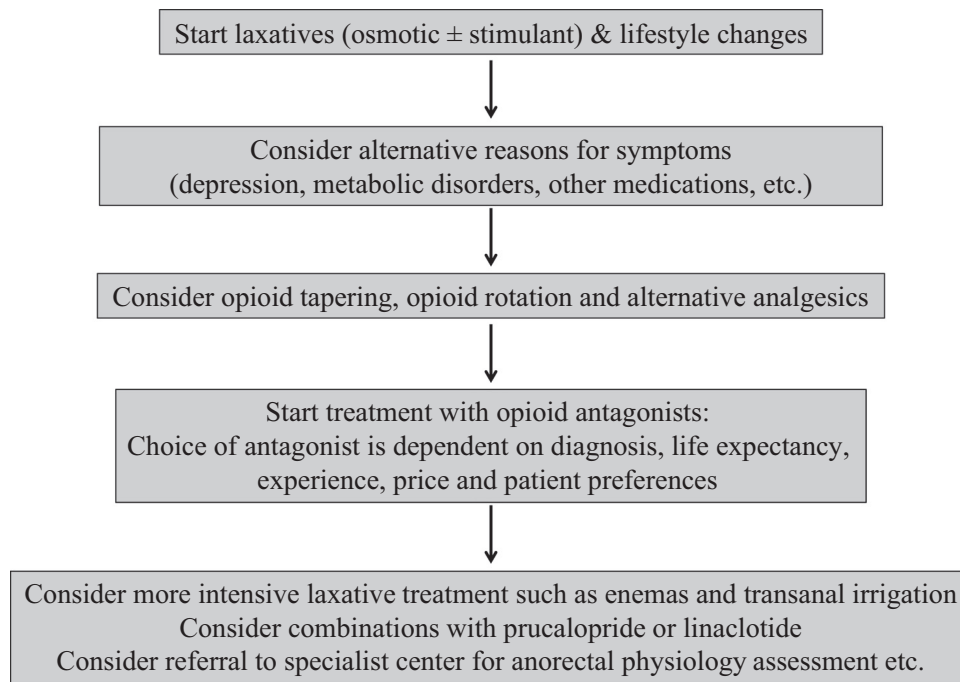 Start laxatives (osmotic ± stimulant) & lifestyle changes
Consider alternative reasons for symptoms
(depression, metabolic disorders, other medications, etc.)
Consider opioid tapering, opioid rotation and alternative analgesics
Start treatment with opioid antagonists:
Choice of antagonist is dependent on diagnosis, life expectancy,
experience, price and patient preferences
Consider more intensive laxative treatment such as enemas and transanal irrigation
Consider combinations with prucalopride or linaclotide
Consider referral to specialist center for anorectal physiology assessment etc.